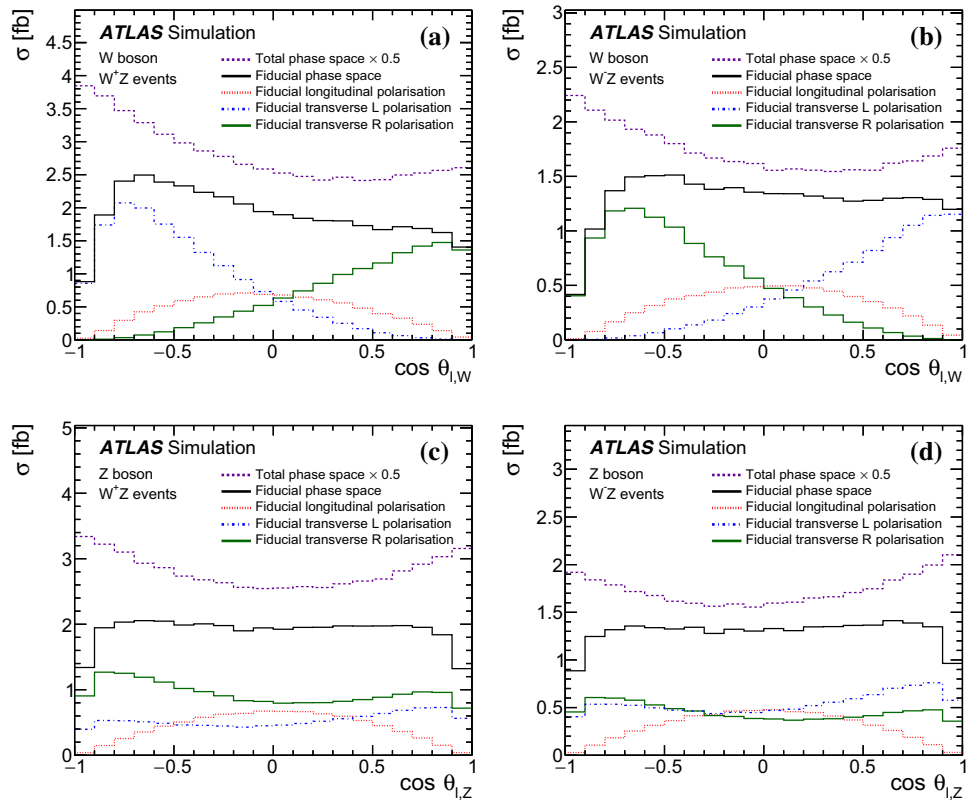 σ [fb]
ATLAS Simulation
(a)
W boson
W⁺Z events
Total phase space × 0.5
Fiducial phase space
Fiducial longitudinal polarisation
Fiducial transverse L polarisation
Fiducial transverse R polarisation
4.5
4
3.5
3
2.5
2
1.5
1
0.5
0
−1 −0.5 0 0.5 1
cos θl,W
σ [fb]
ATLAS Simulation
(b)
W boson
W⁻Z events
Total phase space × 0.5
Fiducial phase space
Fiducial longitudinal polarisation
Fiducial transverse L polarisation
Fiducial transverse R polarisation
3
2.5
2
1.5
1
0.5
0
−1 −0.5 0 0.5 1
cos θl,W
σ [fb]
ATLAS Simulation
(c)
Z boson
W⁺Z events
Total phase space × 0.5
Fiducial phase space
Fiducial longitudinal polarisation
Fiducial transverse L polarisation
Fiducial transverse R polarisation
5
4
3
2
1
0
−1 −0.5 0 0.5 1
cos θl,Z
σ [fb]
ATLAS Simulation
(d)
Z boson
W⁻Z events
Total phase space × 0.5
Fiducial phase space
Fiducial longitudinal polarisation
Fiducial transverse L polarisation
Fiducial transverse R polarisation
3
2.5
2
1.5
1
0.5
0
−1 −0.5 0 0.5 1
cos θl,Z